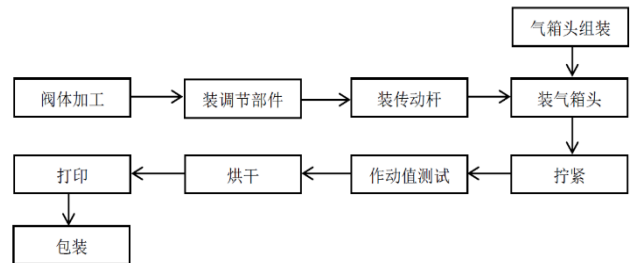 气箱头组装
阀体加工
装调节部件
装传动杆
装气箱头
打印
烘干
作动值测试
拧紧
包装